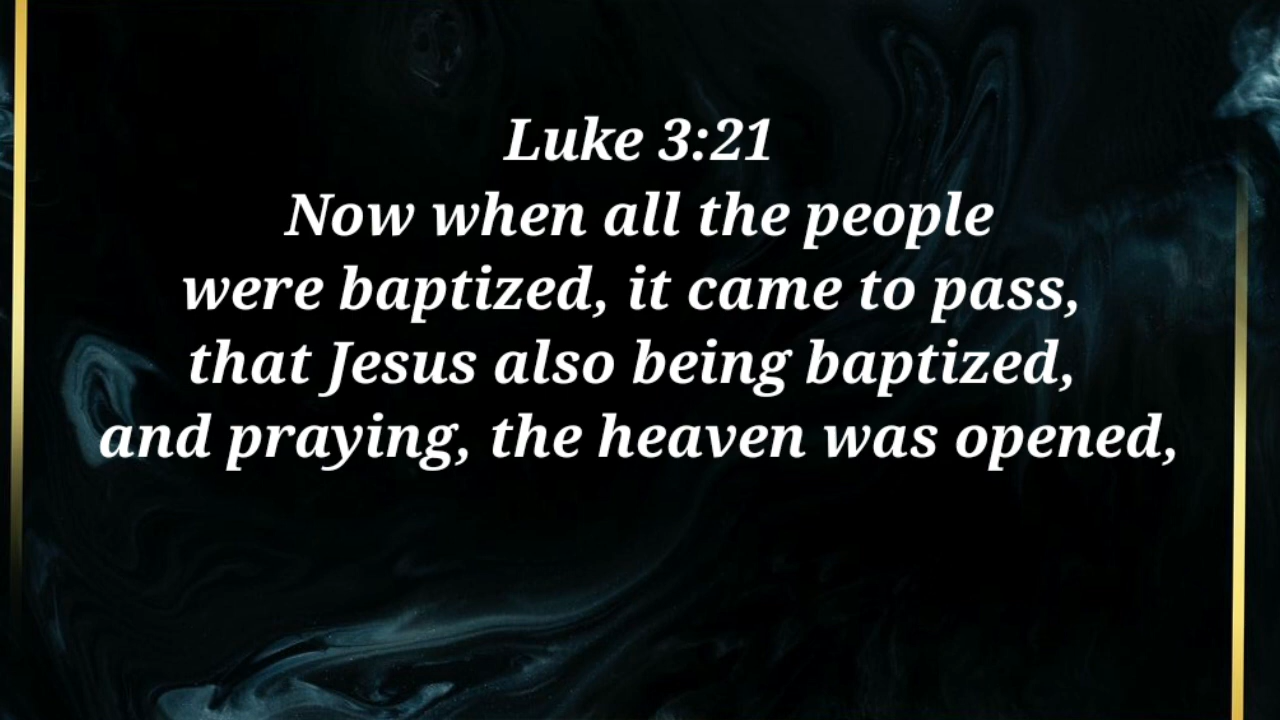 Luke 3:21
Now when all the people
were baptized, it came to pass,
that Jesus also being baptized,
and praying, the heaven was opened,